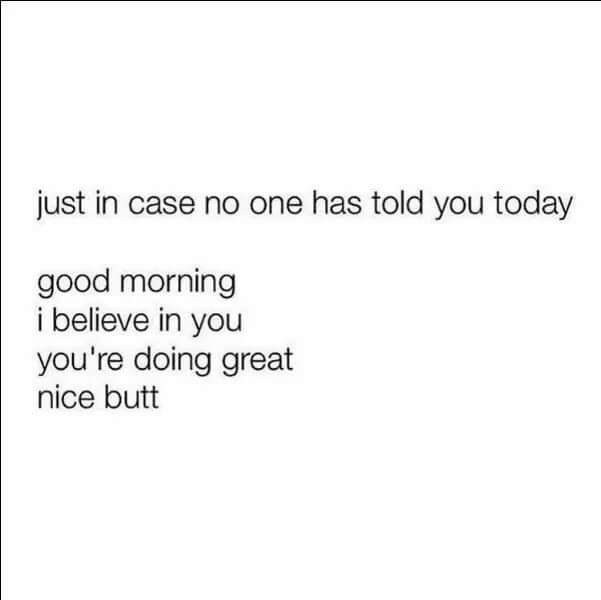 just in case no one has told you today
good morning
i believe in you
you're doing great
nice butt